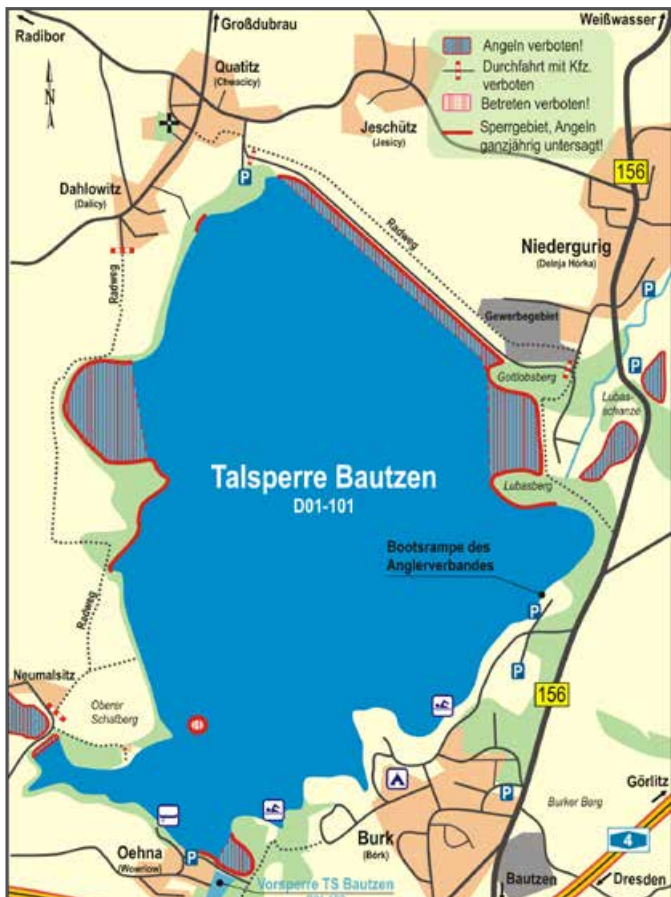 Radibor
Großdubrau
Weißwasser
Quatitz
(Chwaćicy)
N
Angeln verboten!
Durchfahrt mit Kfz.
verboten
Betreten verboten!
Sperrgebiet, Angeln
ganzjährig untersagt!
Jeschütz
(Jesicy)
156
Dahlowitz
(Dalicy)
P
Radweg
Niedergurig
(Delnja Hórka)
Radweg
P
Gewerbegebiet
P
Gottlobsberg
Lubas-
schanze
Talsperre Bautzen
D01-101
Lubasberg
Bootsrampe des
Anglerverbandes
Radweg
P
P
Neumalsitz
156
Oberer
Schafberg
Görlitz
P
Burker Berg
Burk
(Bórk)
4
Oehna
P
Vorsperre TS Bautzen
Bautzen
Dresden